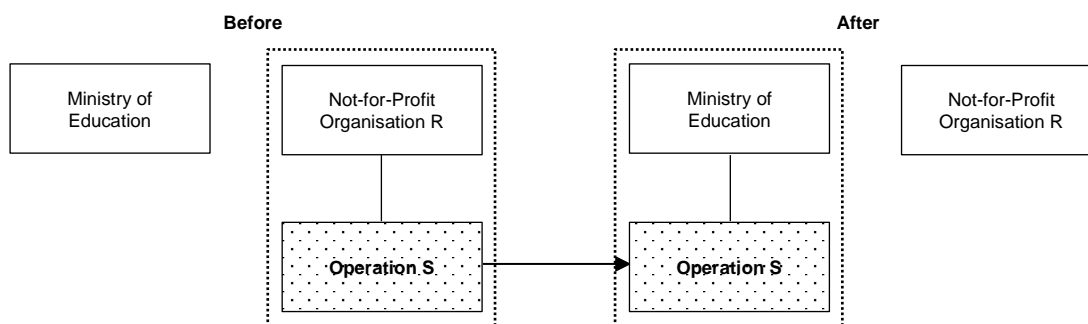 Before
After
Ministry of
Education
Not-for-Profit
Organisation R
Ministry of
Education
Not-for-Profit
Organisation R
Operation S
Operation S